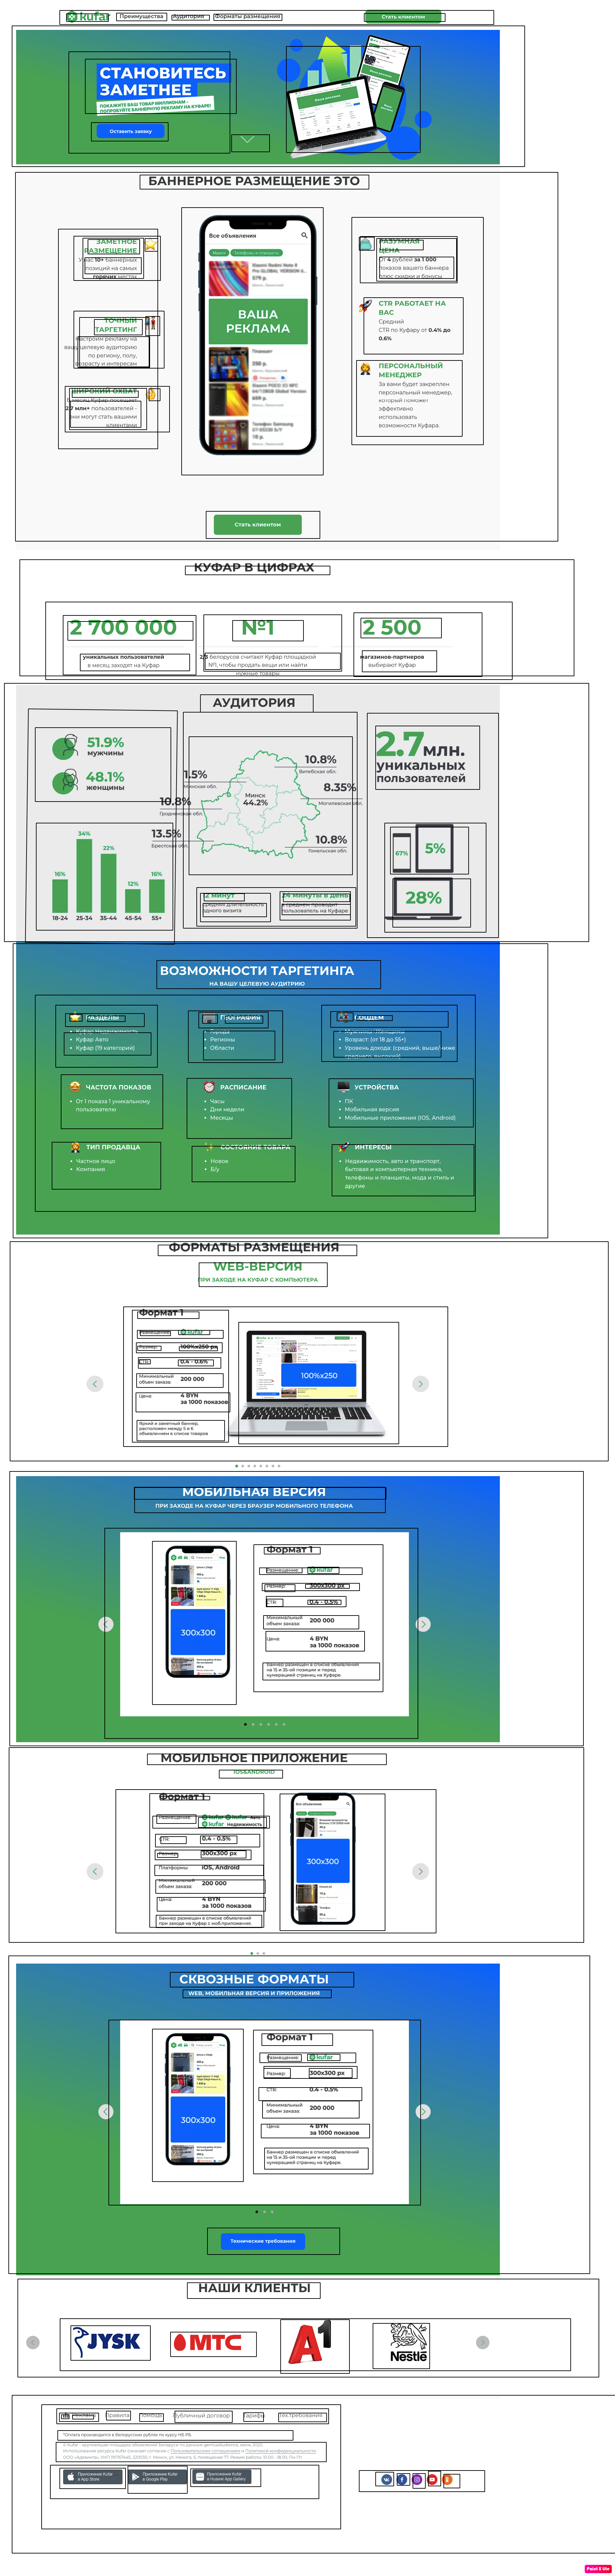 kufar Преимущества Аудитория Форматы размещения Стать клиентом
СТАНОВИТЕСЬ
ЗАМЕТНЕЕ
ПОКАЖИТЕ ВАШ ТОВАР МИЛЛИОНАМ -
ПОПРОБУЙТЕ БАННЕРНУЮ РЕКЛАМУ НА КУФАРЕ!
Оставить заявку
БАННЕРНОЕ РАЗМЕЩЕНИЕ ЭТО
ЗАМЕТНОЕ
РАЗМЕЩЕНИЕ
У нас 10+ баннерных
позиций на самых
горячих местах
ТОЧНЫЙ
ТАРГЕТИНГ
Настроим рекламу на
вашу целевую аудиторию
по региону, полу,
возрасту и интересам
ШИРОКИЙ ОХВАТ
В месяц Куфар посещает
2.7 млн+ пользователей -
они могут стать вашими
клиентами
Все объявления
ВАША
РЕКЛАМА
РАЗУМНАЯ
ЦЕНА
От 4 рублей за 1 000
показов вашего баннера
плюс скидки и бонусы
CTR РАБОТАЕТ НА
ВАС
Средний
CTR по Куфару от 0.4% до
0.6%
ПЕРСОНАЛЬНЫЙ
МЕНЕДЖЕР
За вами будет закреплен
персональный менеджер,
который поможет
эффективно
использовать
возможности Куфара.
Стать клиентом
КУФАР В ЦИФРАХ
2 700 000
уникальных пользователей
в месяц заходят на Куфар
№1
2/3 белорусов считают Куфар площадкой
№1, чтобы продать вещи или найти
нужные товары
2 500
магазинов-партнеров
выбирают Куфар
АУДИТОРИЯ
51.9%
мужчины
48.1%
женщины
16% 34% 22% 12% 16%
18-24 25-34 35-44 45-54 55+
1.5%
Минская обл.
10.8%
Гродненская обл.
13.5%
Брестская обл.
Минск
44.2%
10.8%
Витебская обл.
8.35%
Могилевская обл.
10.8%
Гомельская обл.
12 минут
средняя длительность
одного визита
24 минуты в день
в среднем проводит
пользователь на Куфаре
2.7 млн.
уникальных
пользователей
67% 5%
28%
ВОЗМОЖНОСТИ ТАРГЕТИНГА
НА ВАШУ ЦЕЛЕВУЮ АУДИТРИЮ
РАЗДЕЛЫ
Куфар Недвижимость
Куфар Авто
Куфар (19 категорий)
ГЕОГРАФИЯ
Города
Регионы
Области
СОЦДЕМ
Мужчины/Женщины
Возраст: (от 18 до 55+)
Уровень дохода: (средний, выше/ниже
среднего, высокий)
ЧАСТОТА ПОКАЗОВ
От 1 показа 1 уникальному
пользователю
РАСПИСАНИЕ
Часы
Дни недели
Месяцы
УСТРОЙСТВА
ПК
Мобильная версия
Мобильные приложения (IOS, Android)
ТИП ПРОДАВЦА
Частное лицо
Компания
СОСТОЯНИЕ ТОВАРА
Новое
Б/у
ИНТЕРЕСЫ
Недвижимость, авто и транспорт,
бытовая и компьютерная техника,
телефоны и планшеты, мода и стиль и
другие
ФОРМАТЫ РАЗМЕЩЕНИЯ
WEB-ВЕРСИЯ
ПРИ ЗАХОДЕ НА КУФАР С КОМПЬЮТЕРА
Формат 1
Размещение: kufar
Размер: 100%x250 px
CTR: 0.4 - 0.6%
Минимальный
объем заказа: 200 000
Цена: 4 BYN
за 1000 показов
Яркий и заметный баннер,
расположен между 5 и 6
объявлением в списке товаров
100%x250
МОБИЛЬНАЯ ВЕРСИЯ
ПРИ ЗАХОДЕ НА КУФАР ЧЕРЕЗ БРАУЗЕР МОБИЛЬНОГО ТЕЛЕФОНА
300x300
Формат 1
Размещение: kufar
Размер: 300x300 px
CTR: 0.4 - 0.5%
Минимальный
объем заказа: 200 000
Цена: 4 BYN
за 1000 показов
Баннер размещен в списке объявлений
на 15 и 35-ой позиции и перед
нумерацией страниц на Куфаре.
МОБИЛЬНОЕ ПРИЛОЖЕНИЕ
IOS&ANDROID
Формат 1
Размещение: kufar kufar Авто
kufar Недвижимость
CTR: 0.4 - 0.5%
Размер: 300x300 px
Платформы iOS, Android
Минимальный
объем заказа: 200 000
Цена: 4 BYN
за 1000 показов
Баннер размещен в списке объявлений
при заходе на Куфар с моб.приложения.
Все объявления
300x300
СКВОЗНЫЕ ФОРМАТЫ
WEB, МОБИЛЬНАЯ ВЕРСИЯ И ПРИЛОЖЕНИЯ
300x300
Формат 1
Размещение: kufar
Размер: 300x300 px
CTR: 0.4 - 0.5%
Минимальный
объем заказа: 200 000
Цена: 4 BYN
за 1000 показов
Баннер размещен в списке объявлений
на 15 и 35-ой позиции и перед
нумерацией страниц на Куфаре.
Технические требования
НАШИ КЛИЕНТЫ
JYSK МТС A1 Nestle
Правила Помощь Публичный договор Тарифы Тех.требования
*Оплата производится в белорусских рублях по курсу НБ РБ.
Приложение Kufar
в App Store
Приложение Kufar
в Google Play
Приложение Kufar
в Huawei App Gallery
Paint X lite